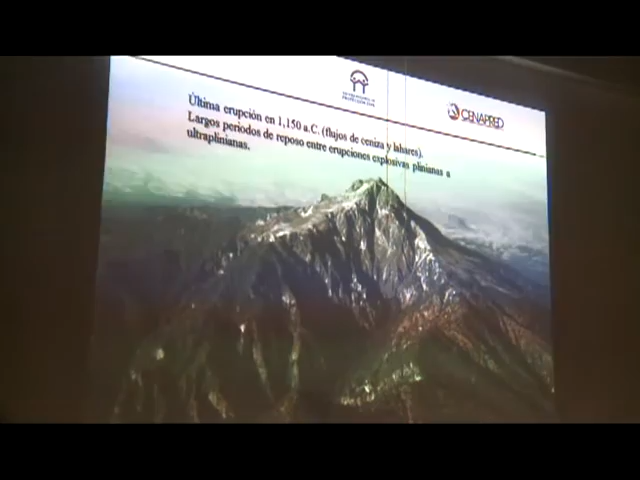 Última erupción en 1,150 a.C. (flujos de ceniza y lahares).
Largos periodos de reposo entre erupciones explosivas plinianas a
ultraplinianas.
CENAPRED